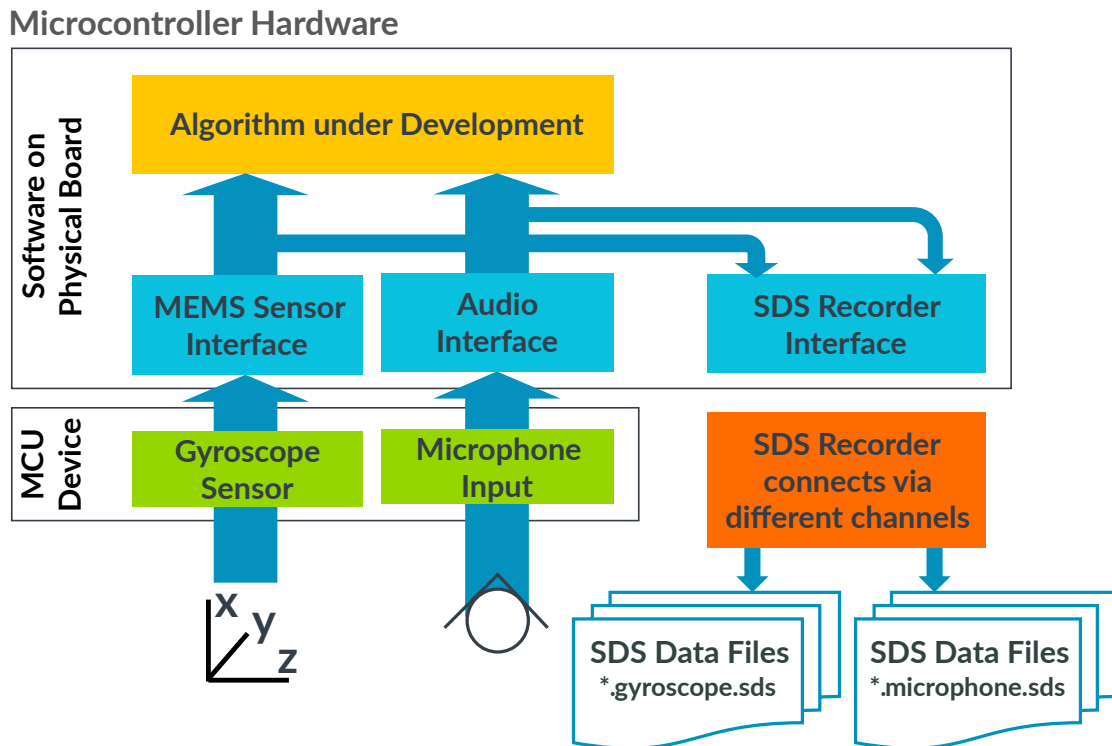 Microcontroller Hardware
Software on
Physical Board
Algorithm under Development
MEMS Sensor
Interface
Audio
Interface
SDS Recorder
Interface
MCU
Device
Gyroscope
Sensor
Microphone
Input
SDS Recorder
connects via
different channels
x
y
z
SDS Data Files
*.gyroscope.sds
SDS Data Files
*.microphone.sds